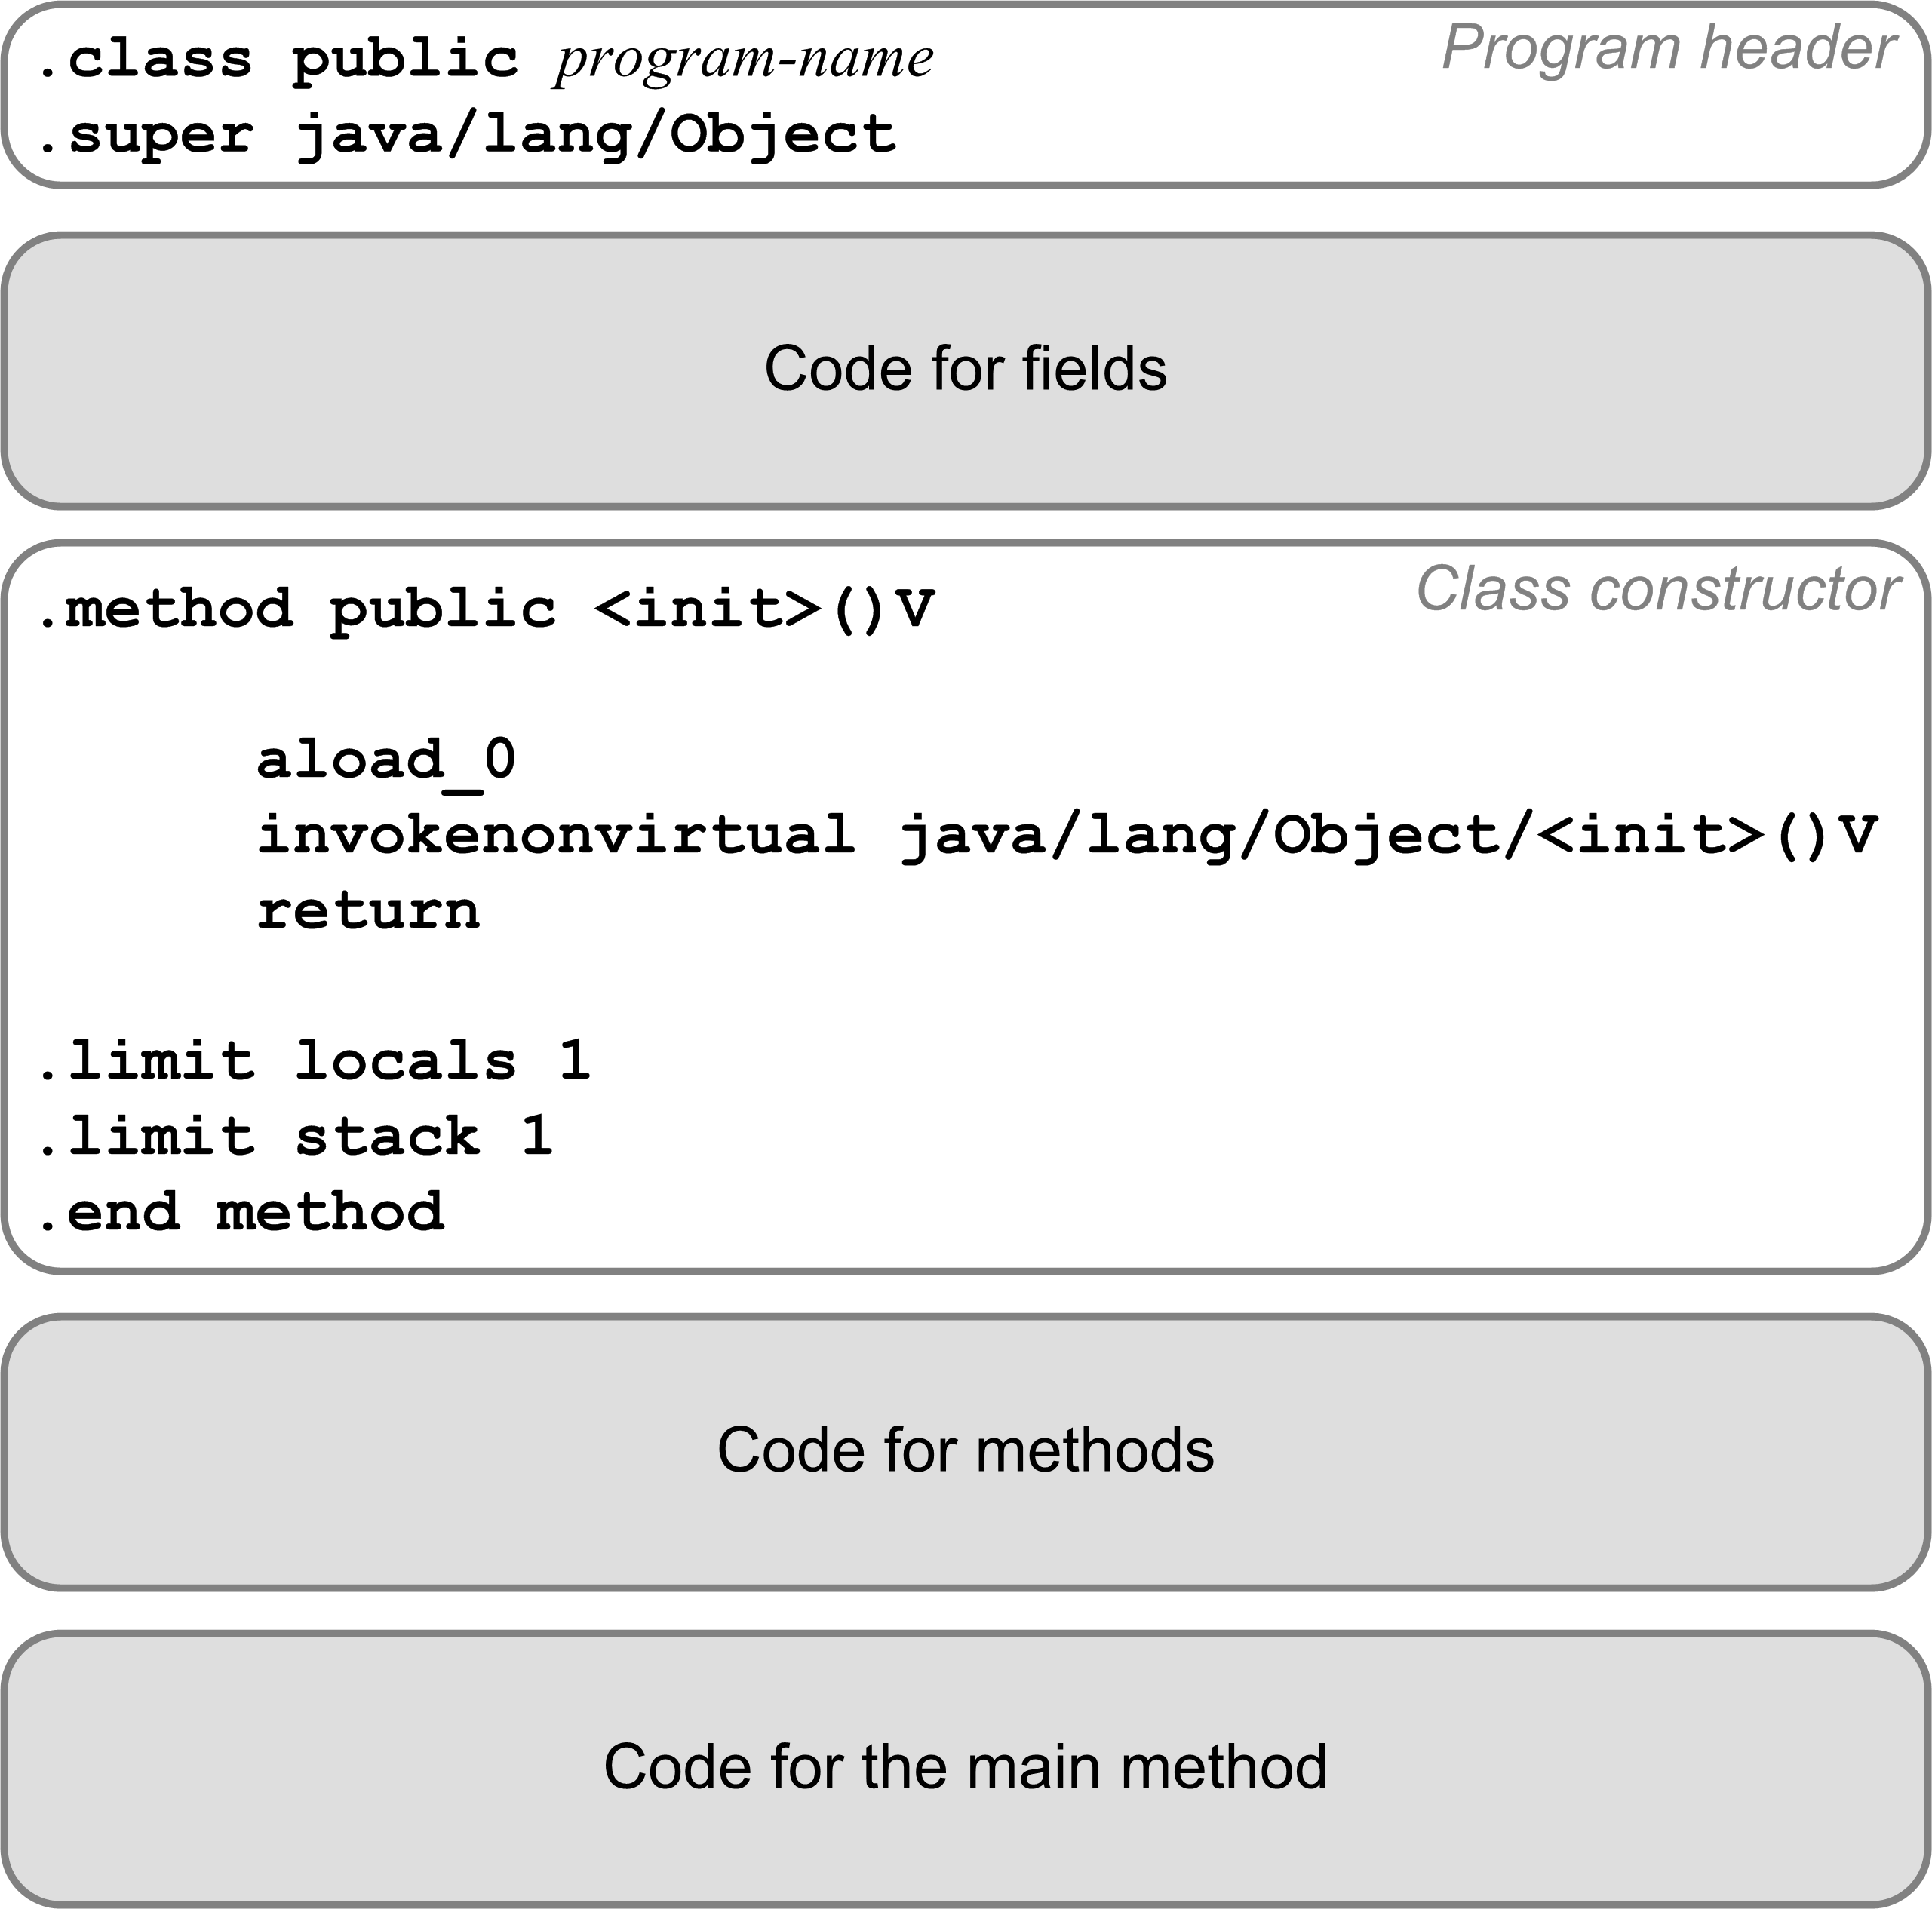 .class public program-name
Program header
.super java/lang/Object
Code for fields
.method public <init>()V
Class constructor
aload_0
invokenonvirtual java/lang/Object/<init>()V
return
.limit locals 1
.limit stack 1
.end method
Code for methods
Code for the main method